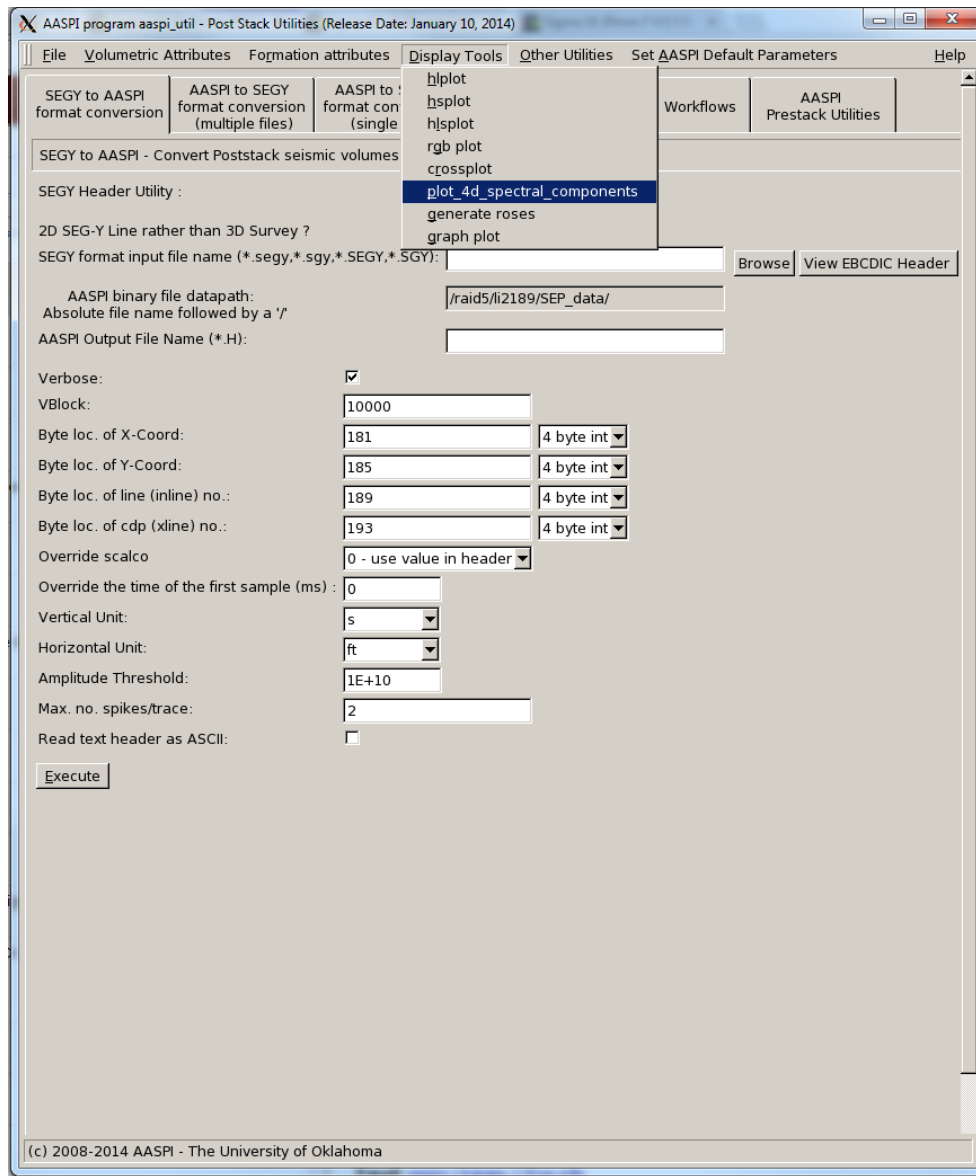 AASPI program aaspi_util - Post Stack Utilities (Release Date: January 10, 2014)
File Volumetric Attributes Formation attributes Display Tools Other Utilities Set AASPI Default Parameters Help
hlplot
hsplot
hlsplot
rgb plot
crossplot
plot_4d_spectral_components
generate roses
graph plot
SEGY to AASPI
format conversion
AASPI to SEGY
format conversion
(multiple files)
AASPI to
format con
(single
Workflows
AASPI
Prestack Utilities
SEGY to AASPI - Convert Poststack seismic volumes
SEGY Header Utility :
2D SEG-Y Line rather than 3D Survey ?
SEGY format input file name (*.segy,*.sgy,*.SEGY,*.SGY): Browse View EBCDIC Header
AASPI binary file datapath:
Absolute file name followed by a '/'
/raid5/li2189/SEP_data/
AASPI Output File Name (*.H):
Verbose:
VBlock: 10000
Byte loc. of X-Coord: 181 4 byte int
Byte loc. of Y-Coord: 185 4 byte int
Byte loc. of line (inline) no.: 189 4 byte int
Byte loc. of cdp (xline) no.: 193 4 byte int
Override scalco 0 - use value in header
Override the time of the first sample (ms) : 0
Vertical Unit: s
Horizontal Unit: ft
Amplitude Threshold: 1E+10
Max. no. spikes/trace: 2
Read text header as ASCII:
Execute
(c) 2008-2014 AASPI - The University of Oklahoma